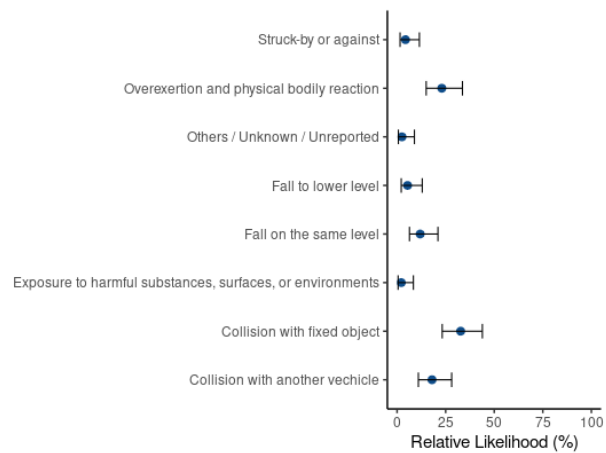 Struck-by or against
Overexertion and physical bodily reaction
Others / Unknown / Unreported
Fall to lower level
Fall on the same level
Exposure to harmful substances, surfaces, or environments
Collision with fixed object
Collision with another vechicle
0 25 50 75 100
Relative Likelihood (%)